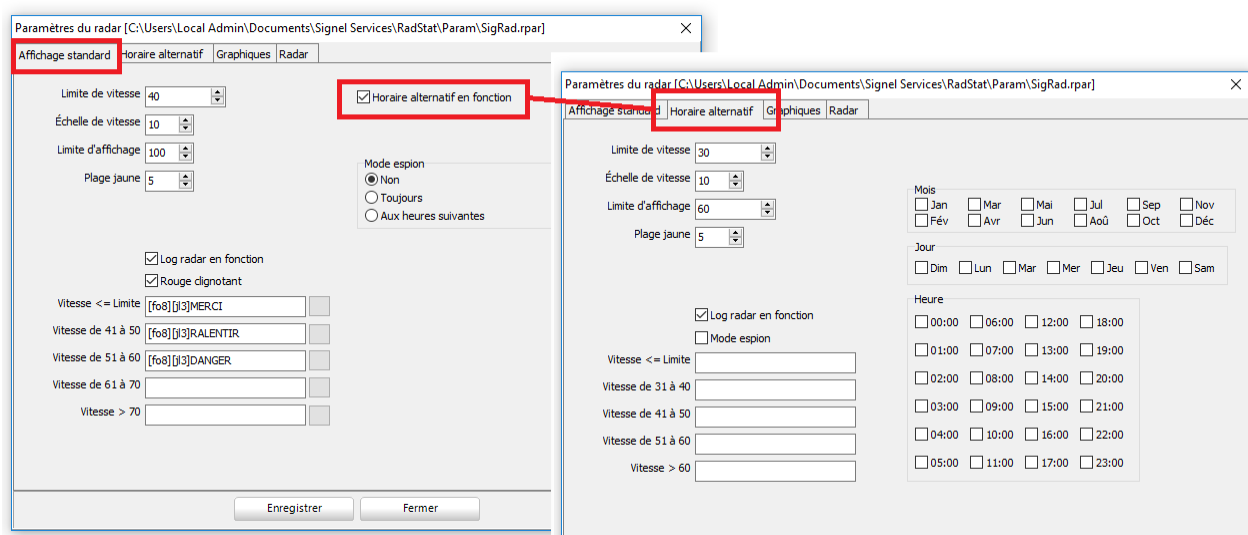 Paramètres du radar [C:\Users\Local Admin\Documents\Signel Services\RadStat\Param\SigRad.rpar]
Affichage standard Horaire alternatif Graphiques Radar
Limite de vitesse 40
Horaire alternatif en fonction
Échelle de vitesse 10
Limite d'affichage 100
Plage jaune 5
Mode espion
Non
Toujours
Aux heures suivantes
Log radar en fonction
Rouge clignotant
Vitesse <= Limite [fo8][jl3]MERCI
Vitesse de 41 à 50 [fo8][jl3]RALENTIR
Vitesse de 51 à 60 [fo8][jl3]DANGER
Vitesse de 61 à 70
Vitesse > 70
Enregistrer Fermer
Paramètres du radar [C:\Users\Local Admin\Documents\Signel Services\RadStat\Param\SigRad.rpar]
Affichage standard Horaire alternatif Graphiques Radar
Limite de vitesse 30
Échelle de vitesse 10
Limite d'affichage 60
Plage jaune 5
Log radar en fonction
Mode espion
Vitesse <= Limite
Vitesse de 31 à 40
Vitesse de 41 à 50
Vitesse de 51 à 60
Vitesse > 60
Mois
Jan Mar Mai Jul Sep Nov
Fév Avr Jun Aoû Oct Déc
Jour
Dim Lun Mar Mer Jeu Ven Sam
Heure
00:00 06:00 12:00 18:00
01:00 07:00 13:00 19:00
02:00 08:00 14:00 20:00
03:00 09:00 15:00 21:00
04:00 10:00 16:00 22:00
05:00 11:00 17:00 23:00